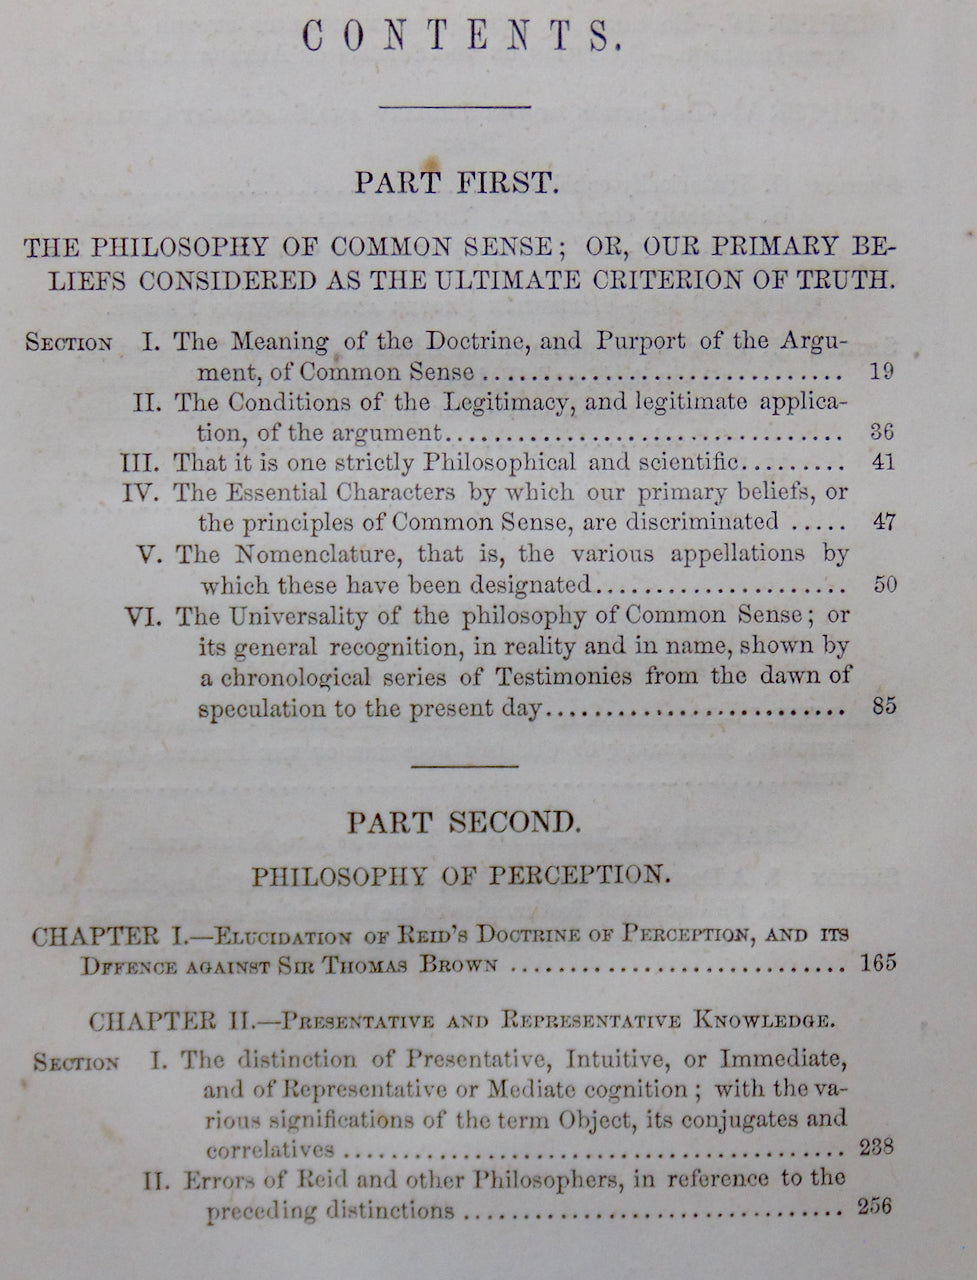 CONTENTS.
PART FIRST.
THE PHILOSOPHY OF COMMON SENSE; OR, OUR PRIMARY BE-
LIEFS CONSIDERED AS THE ULTIMATE CRITERION OF TRUTH.
SECTION I. The Meaning of the Doctrine, and Purport of the Argu-
ment, of Common Sense .............................. 19
II. The Conditions of the Legitimacy, and legitimate applica-
tion, of the argument................................. 36
III. That it is one strictly Philosophical and scientific......... 41
IV. The Essential Characters by which our primary beliefs, or
the principles of Common Sense, are discriminated ..... 47
V. The Nomenclature, that is, the various appellations by
which these have been designated..................... 50
VI. The Universality of the philosophy of Common Sense; or
its general recognition, in reality and in name, shown by
a chronological series of Testimonies from the dawn of
speculation to the present day......................... 85
PART SECOND.
PHILOSOPHY OF PERCEPTION.
CHAPTER I.—ELUCIDATION OF REID'S DOCTRINE OF PERCEPTION, AND ITS
DEFENCE AGAINST SIR THOMAS BROWN ............................ 165
CHAPTER II.—PRESENTATIVE AND REPRESENTATIVE KNOWLEDGE.
SECTION I. The distinction of Presentative, Intuitive, or Immediate,
and of Representative or Mediate cognition; with the va-
rious significations of the term Object, its conjugates and
correlatives .......................................... 238
II. Errors of Reid and other Philosophers, in reference to the
preceding distinctions ................................ 256